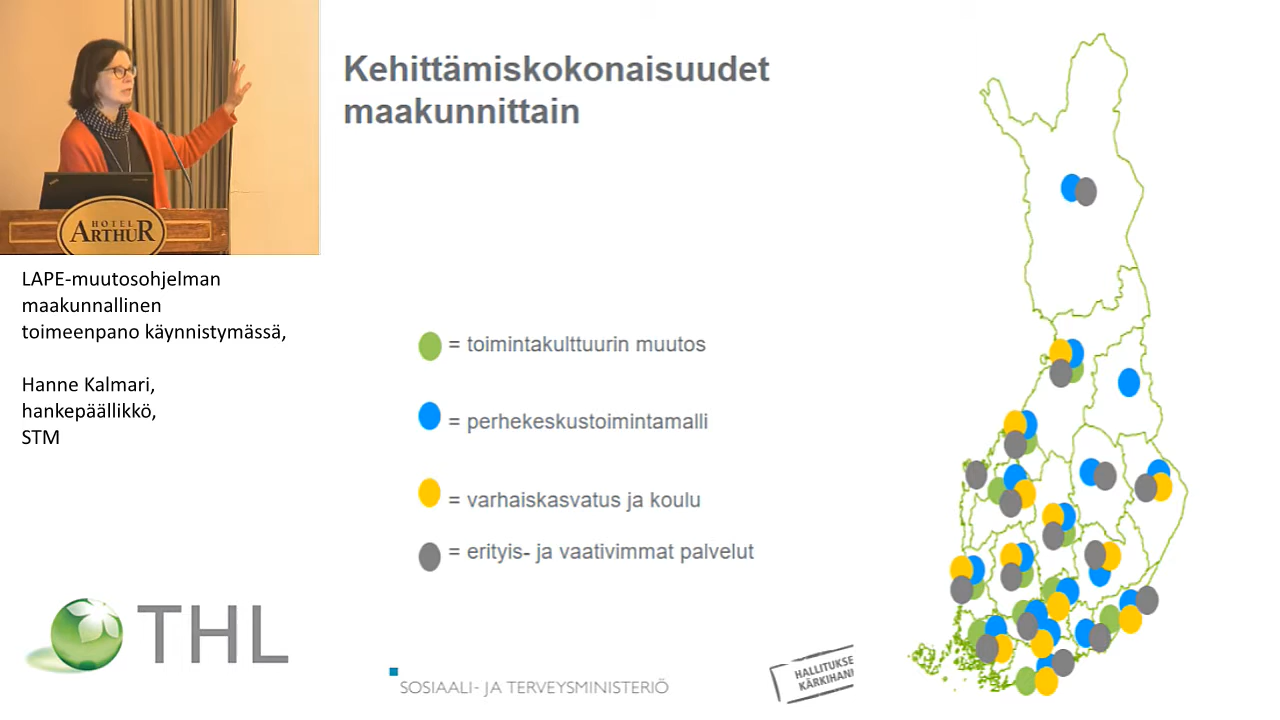 Kehittämiskokonaisuudet
maakunnittain
HOTEL
ARTHUR
LAPE-muutosohjelman
maakunnallinen
toimeenpano käynnistymässä,
Hanne Kalmari,
hankepäällikkö,
STM
= toimintakulttuurin muutos
= perhekeskustoimintamalli
= varhaiskasvatus ja koulu
= erityis- ja vaativimmat palvelut
THL
SOSIAALI- JA TERVEYSMINISTERIÖ
HALLITUKSE
KÄRKIHAN